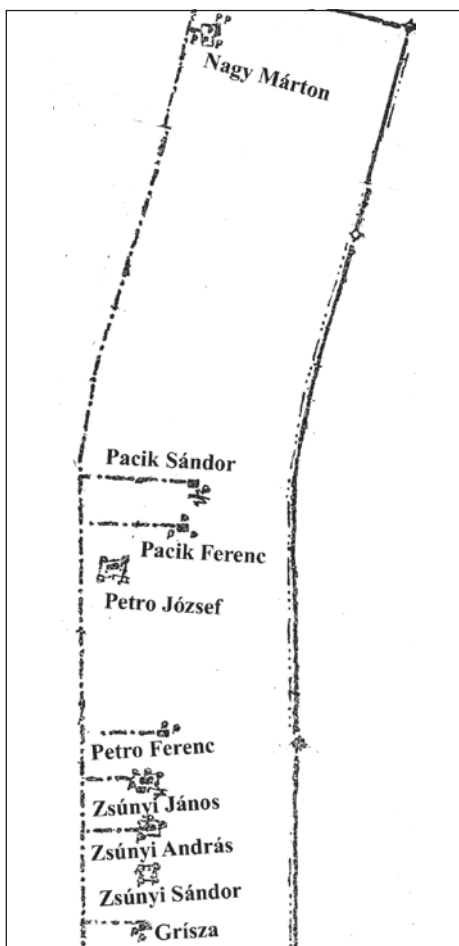 Nagy Márton
Pacik Sándor
Pacik Ferenc
Petro József
Petro Ferenc
Zsúnyi János
Zsúnyi András
Zsúnyi Sándor
Grísza